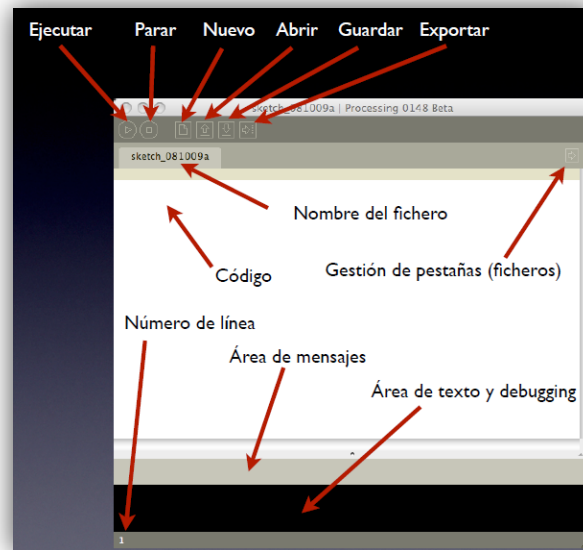 Ejecutar Parar Nuevo Abrir Guardar Exportar
sketch_081009a | Processing 0148 Beta
sketch_081009a
Nombre del fichero
Código
Gestión de pestañas (ficheros)
Número de línea
Área de mensajes
Área de texto y debugging
1